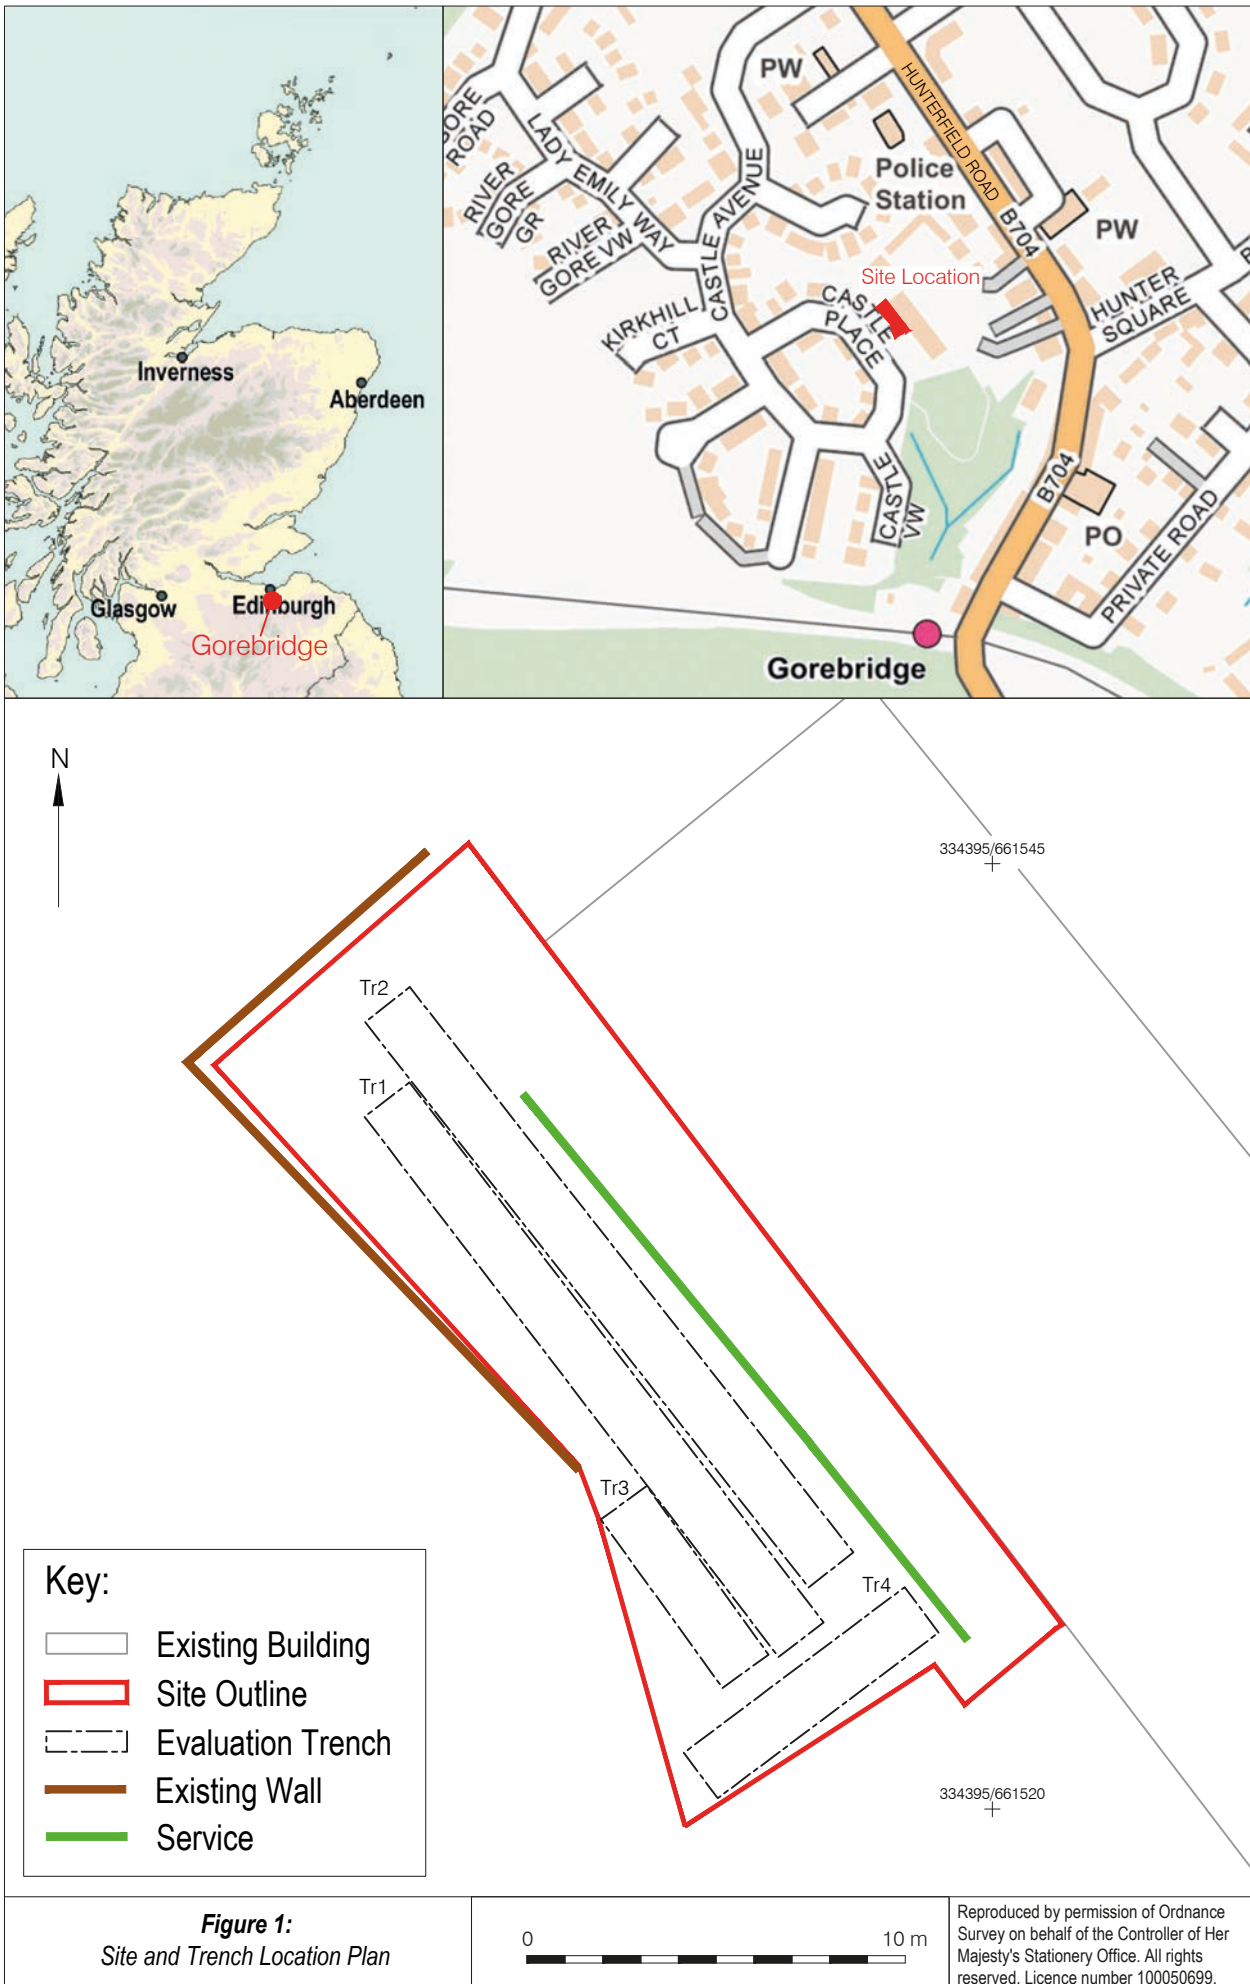 Inverness
Aberdeen
Glasgow
Edinburgh
Gorebridge
GORE
ROAD
LADY EMILY WAY
RIVER
GORE
GR
RIVER
GORE VW
KIRKHILL
CT
CASTLE AVENUE
PW
Police
Station
HUNTERFIELD ROAD
B704
PW
HUNTER
SQUARE
Site Location
CASTLE
PLACE
CASTLE
VW
B704
PO
PRIVATE ROAD
Gorebridge
N
334395/661545
Tr2
Tr1
Tr3
Tr4
334395/661520
Key:
Existing Building
Site Outline
Evaluation Trench
Existing Wall
Service
Figure 1:
Site and Trench Location Plan
0 10 m
Reproduced by permission of Ordnance
Survey on behalf of the Controller of Her
Majesty's Stationery Office. All rights
reserved. Licence number 100050699.